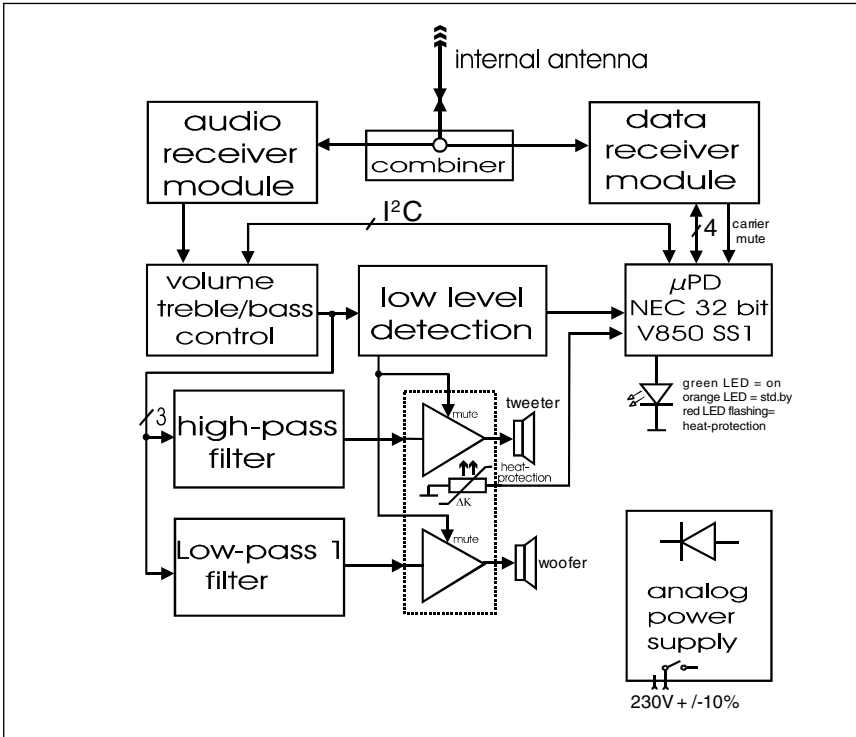 internal antenna
audio
receiver
module
combiner
data
receiver
module
I²C
4
carrier
mute
volume
treble/bass
control
low level
detection
µPD
NEC 32 bit
V850 SS1
green LED = on
orange LED = std.by
red LED flashing=
heat-protection
3
high-pass
filter
mute
tweeter
heat-
protection
ΔK
Low-pass 1
filter
mute
woofer
analog
power
supply
230V + /-10%